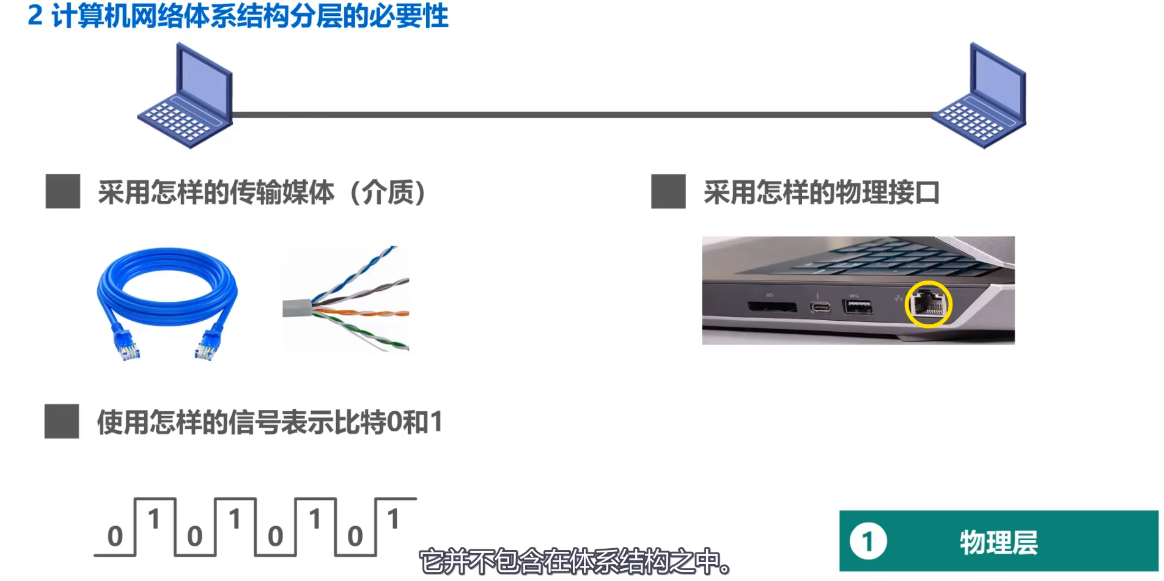 2 计算机网络体系结构分层的必要性
采用怎样的传输媒体（介质）
采用怎样的物理接口
使用怎样的信号表示比特0和1
0 1 0 1 0 1 0 1
1 物理层
它并不包含在体系结构之中。